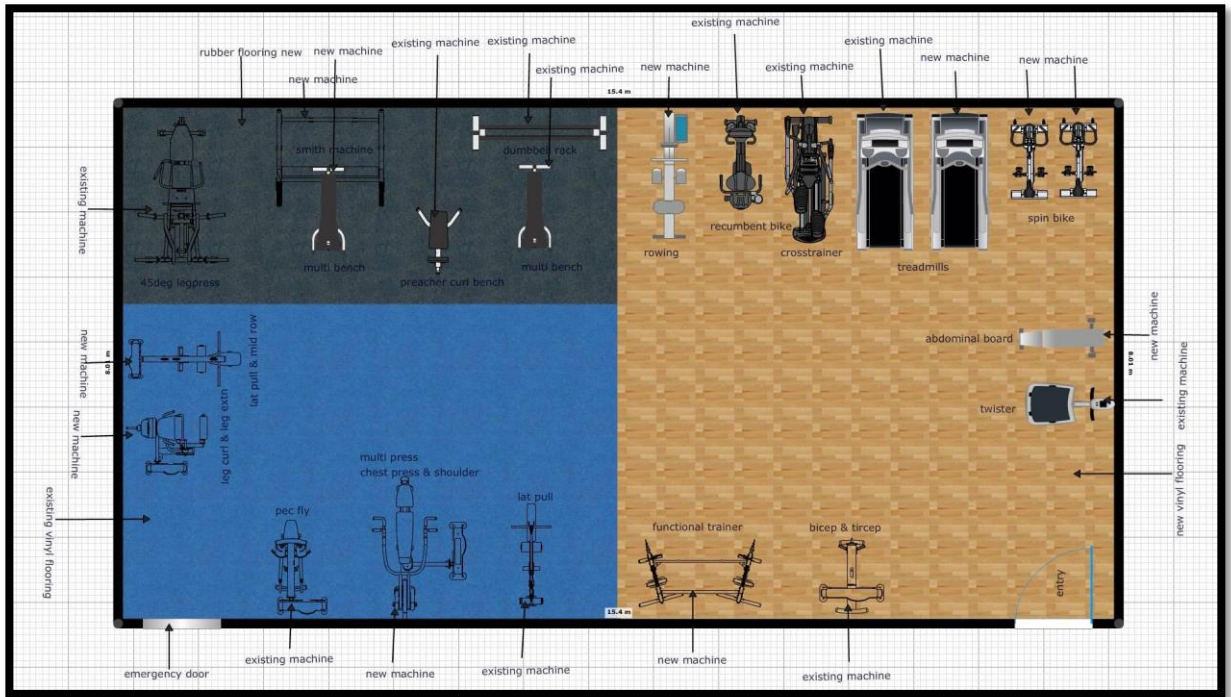 existing machine
rubber flooring new
new machine
existing machine
existing machine
existing machine
new machine
existing machine
existing machine
new machine
new machine
new machine
15.4 m
smith machine
dumbbell rack
existing machine
recumbent bike
spin bike
rowing
crosstrainer
treadmills
multi bench
preacher curl bench
multi bench
45deg legpress
new machine
lat pull & mid row
8.01 m
abdominal board
new machine
8.01 m
twister
existing machine
new machine
leg curl & leg extn
multi press
chest press & shoulder
lat pull
pec fly
existing vinyl flooring
functional trainer
bicep & tircep
new vinyl flooring
entry
15.4 m
emergency door
existing machine
new machine
existing machine
new machine
existing machine